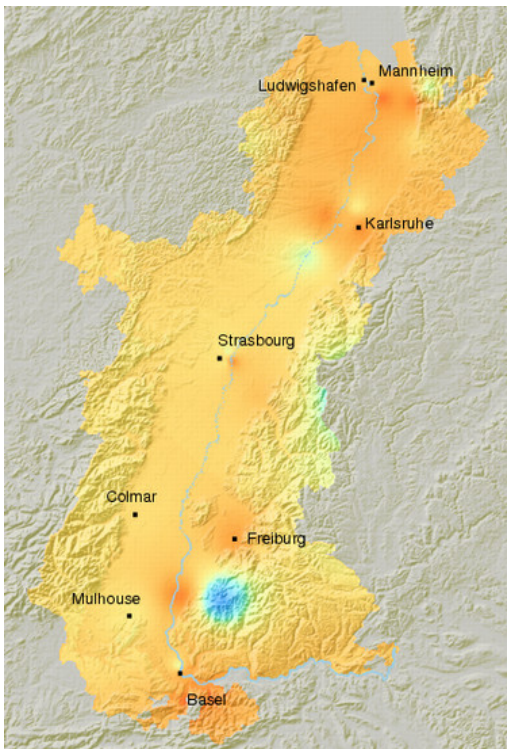 Mannheim
Ludwigshafen
Karlsruhe
Strasbourg
Colmar
Freiburg
Mulhouse
Basel